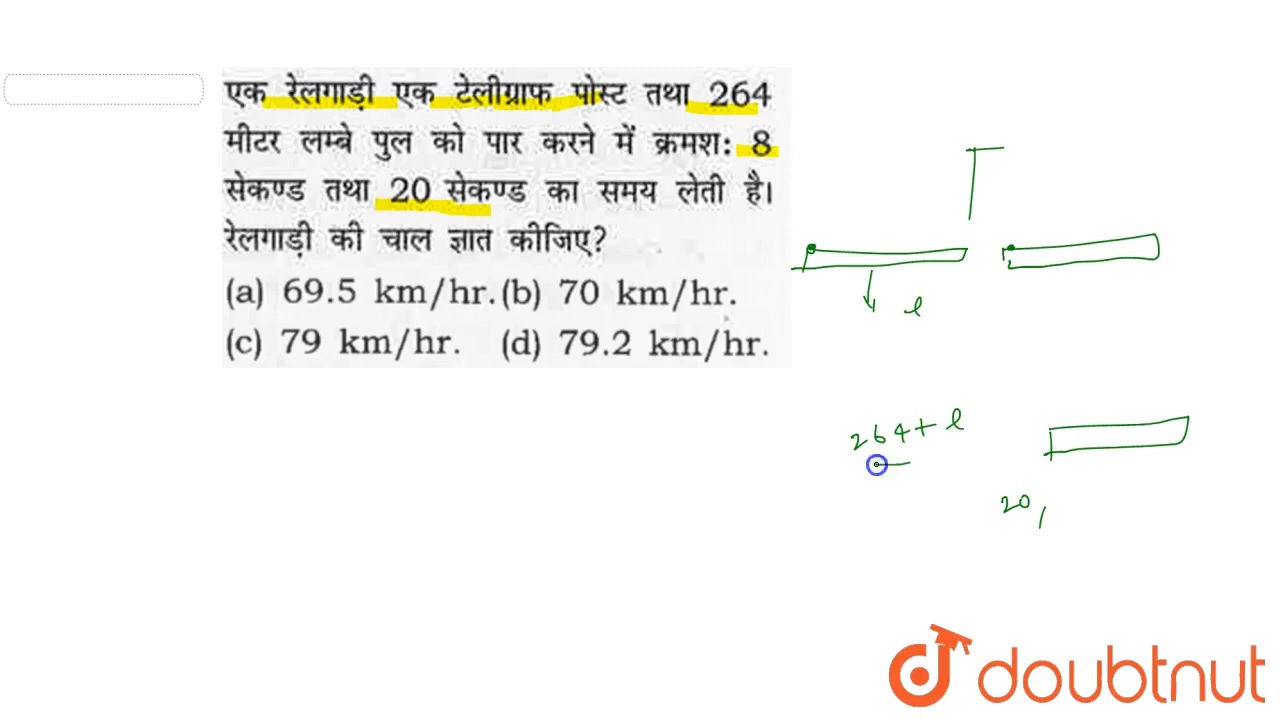 एक रेलगाड़ी एक टेलीग्राफ पोस्ट तथा 264
मीटर लम्बे पुल को पार करने में क्रमश: 8
सेकण्ड तथा 20 सेकण्ड का समय लेती है।
रेलगाड़ी की चाल ज्ञात कीजिए?
(a) 69.5 km/hr. (b) 70 km/hr.
(c) 79 km/hr. (d) 79.2 km/hr.
l
264+l
20
doubtnut